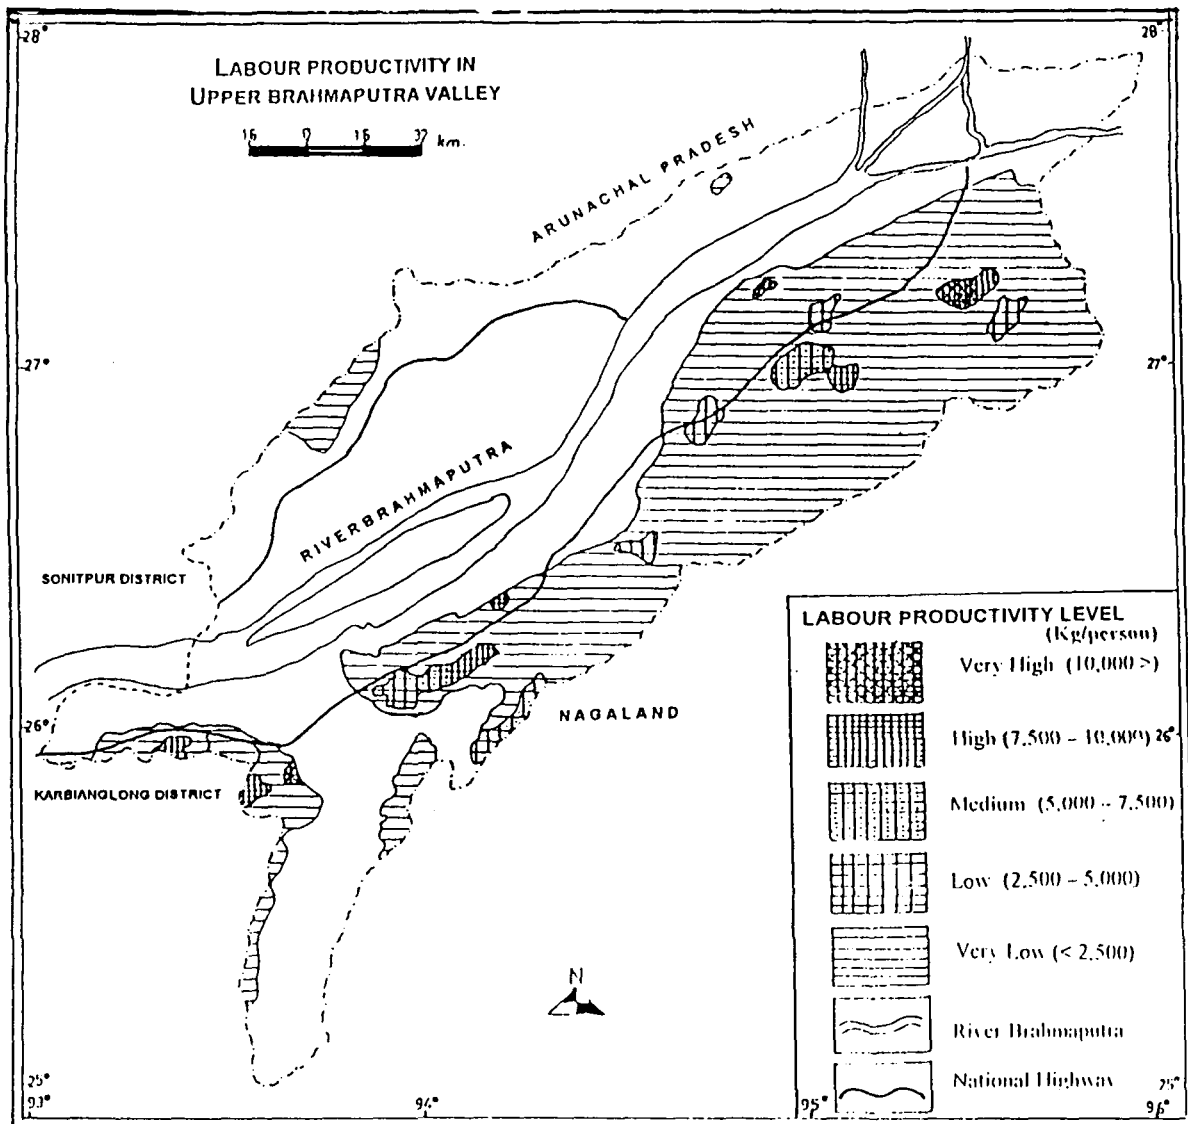 28°
28°
LABOUR PRODUCTIVITY IN
UPPER BRAHMAPUTRA VALLEY
16 0 16 32 km.
ARUNACHAL PRADESH
27°
27°
RIVER BRAHMAPUTRA
SONITPUR DISTRICT
NAGALAND
26°
26°
KARBIANGLONG DISTRICT
LABOUR PRODUCTIVITY LEVEL
(Kg/person)
Very High (10,000 >)
High (7,500 – 10,000)
Medium (5,000 – 7,500)
Low (2,500 – 5,000)
Very Low (< 2,500)
River Brahmaputra
National Highway
N
25°
25°
93°
94°
95°
96°